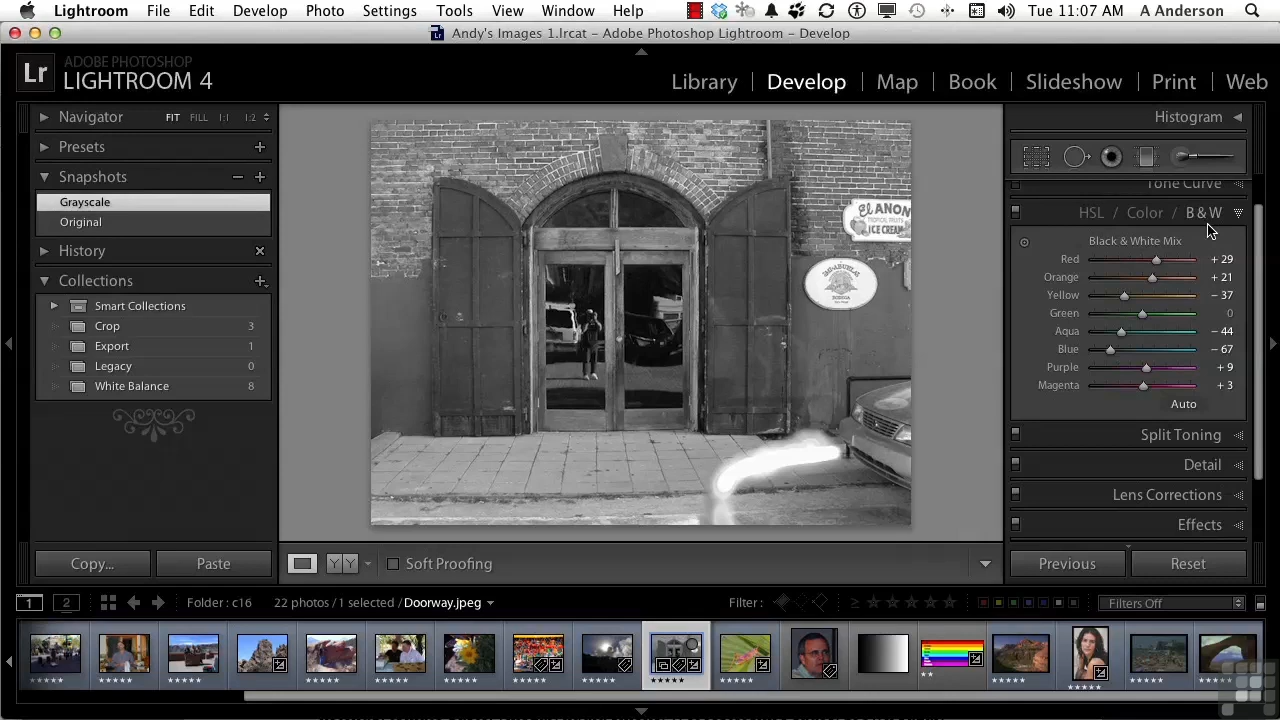 Lightroom File Edit Develop Photo Settings Tools View Window Help Tue 11:07 AM A Anderson
Andy's Images 1.lrcat – Adobe Photoshop Lightroom – Develop
Lr ADOBE PHOTOSHOP
LIGHTROOM 4
Library | Develop | Map | Book | Slideshow | Print | Web
Navigator FIT FILL 1:1 1:2
Presets
Snapshots
Grayscale
Original
History
Collections
Smart Collections
Crop 3
Export 1
Legacy 0
White Balance 8
Copy... Paste
El ANON
TROPICAL FRUIT
ICE CREAM
Soft Proofing
Histogram
Tone Curve
HSL / Color / B & W
Black & White Mix
Red + 29
Orange + 21
Yellow – 37
Green 0
Aqua – 44
Blue – 67
Purple + 9
Magenta + 3
Auto
Split Toning
Detail
Lens Corrections
Effects
Previous Reset
1 2 Folder : c16 22 photos / 1 selected / Doorway.jpeg Filter : Filters Off